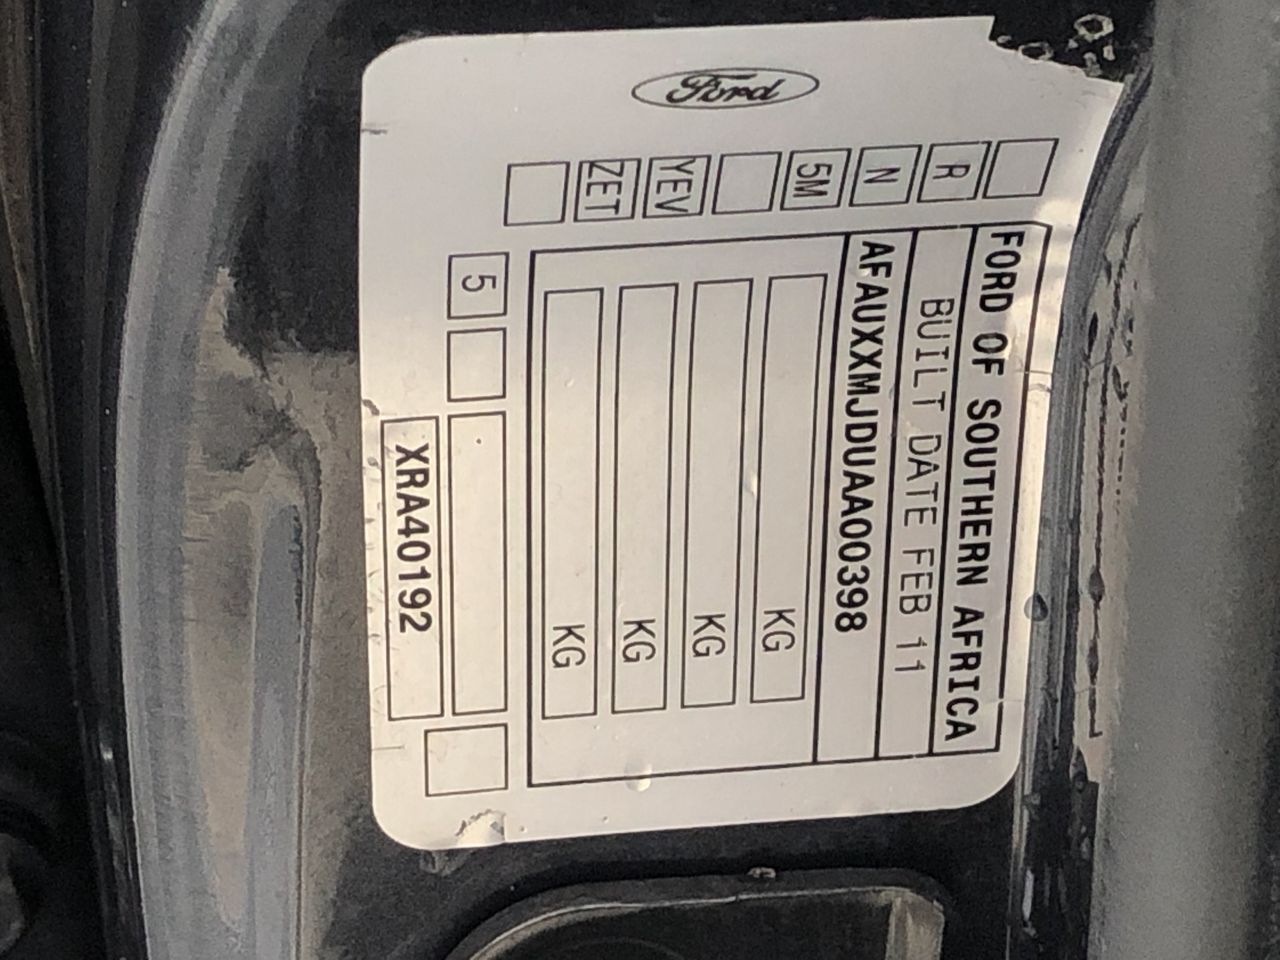 Ford
R
N
5M
YEV
ZET
FORD OF SOUTHERN AFRICA
BUILT DATE FEB 11
AFAUXXMJDUAA00398
KG
KG
KG
KG
5
XRA40192